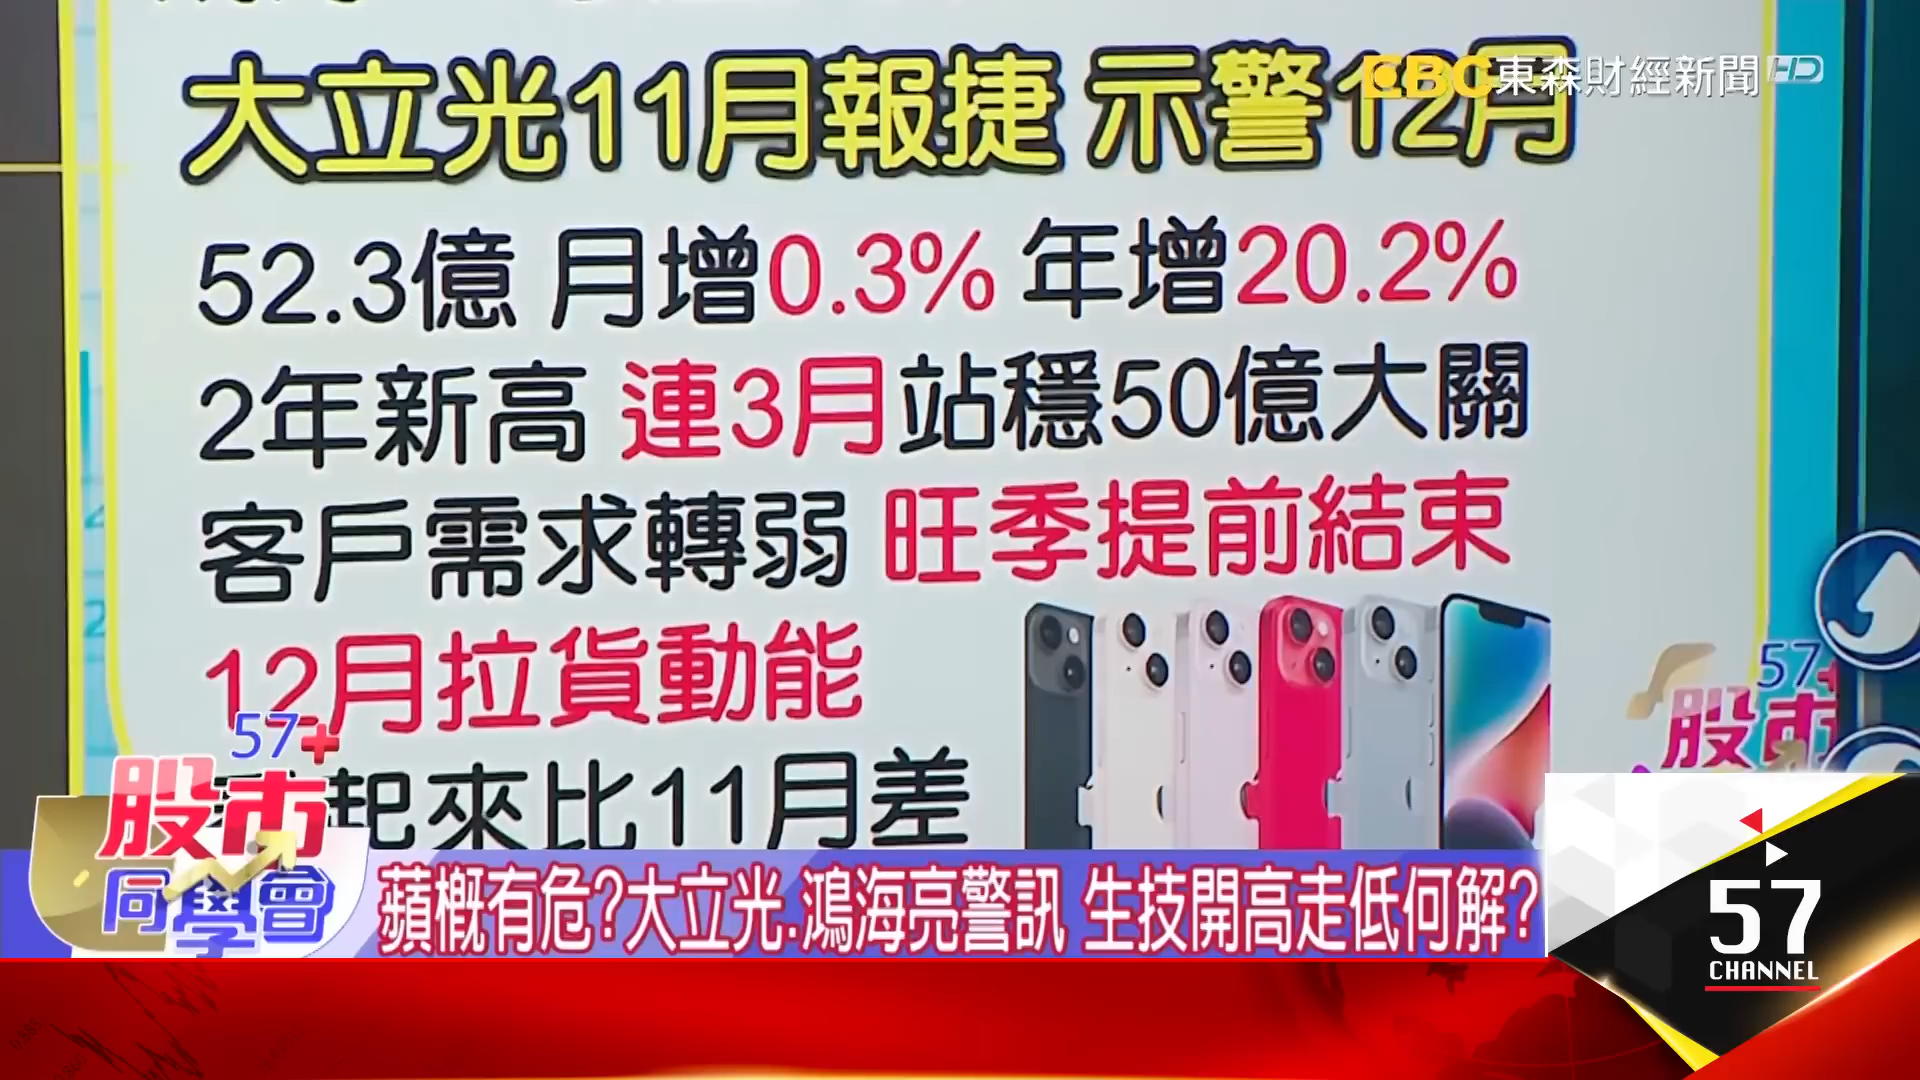 大立光11月報捷 示警12月
EBC東森財經新聞HD
52.3億 月增0.3% 年增20.2%
2年新高 連3月站穩50億大關
客戶需求轉弱 旺季提前結束
12月拉貨動能
起來比11月差
57+
股市
57+
股市
同學會
蘋概有危?大立光.鴻海亮警訊 生技開高走低何解?
57
CHANNEL